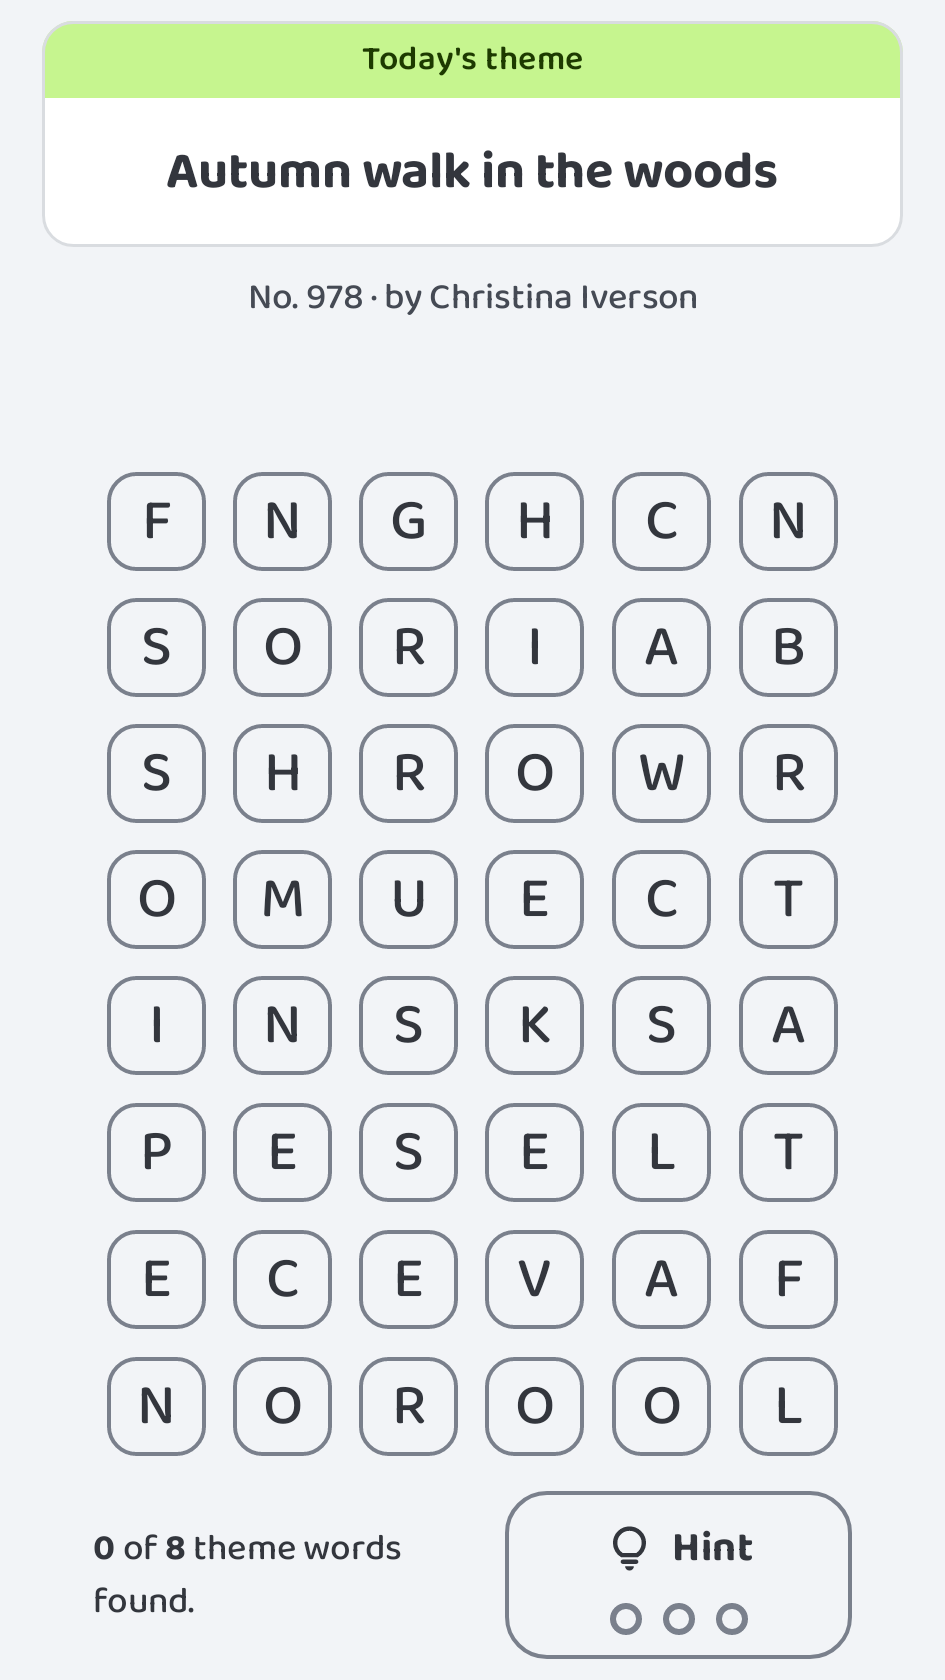 Today's theme
Autumn walk in the woods
No. 978 · by Christina Iverson
F N G H C N
S O R I A B
S H R O W R
O M U E C T
I N S K S A
P E S E L T
E C E V A F
N O R O O L
0 of 8 theme words
found.
Hint